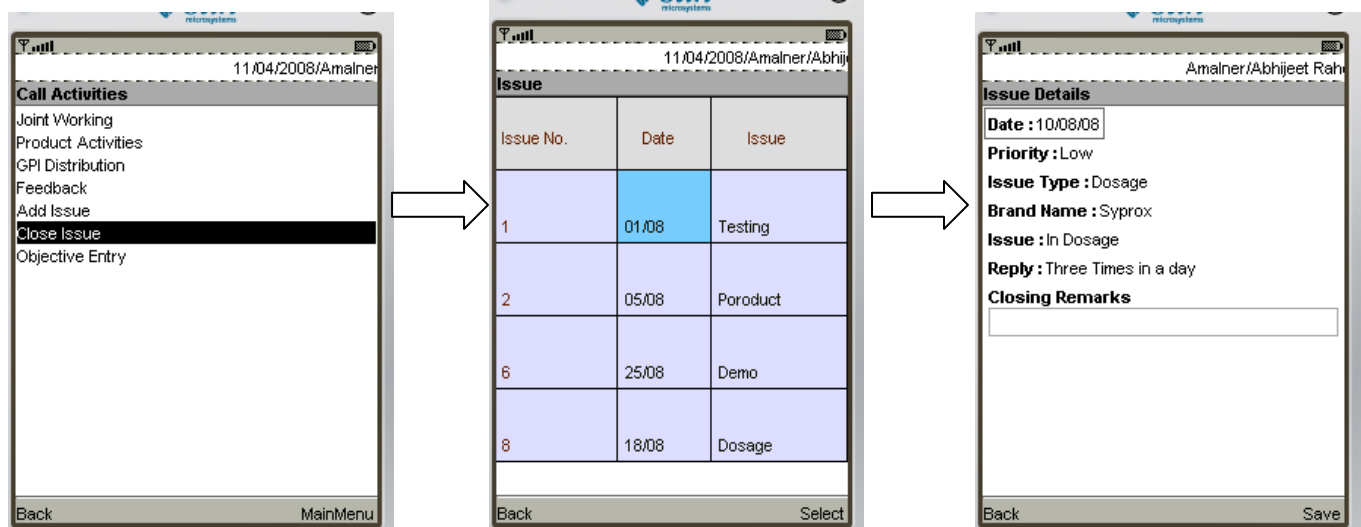 microsystems
11/04/2008/Amalner
Call Activities
Joint Working
Product Activities
GPI Distribution
Feedback
Add Issue
Close Issue
Objective Entry
Back MainMenu
microsystems
11/04/2008/Amalner/Abhij
Issue
Issue No. Date Issue
1 01/08 Testing
2 05/08 Poroduct
6 25/08 Demo
8 18/08 Dosage
Back Select
microsystems
Amalner/Abhijeet Rah
Issue Details
Date : 10/08/08
Priority : Low
Issue Type : Dosage
Brand Name : Syprox
Issue : In Dosage
Reply : Three Times in a day
Closing Remarks
Back Save